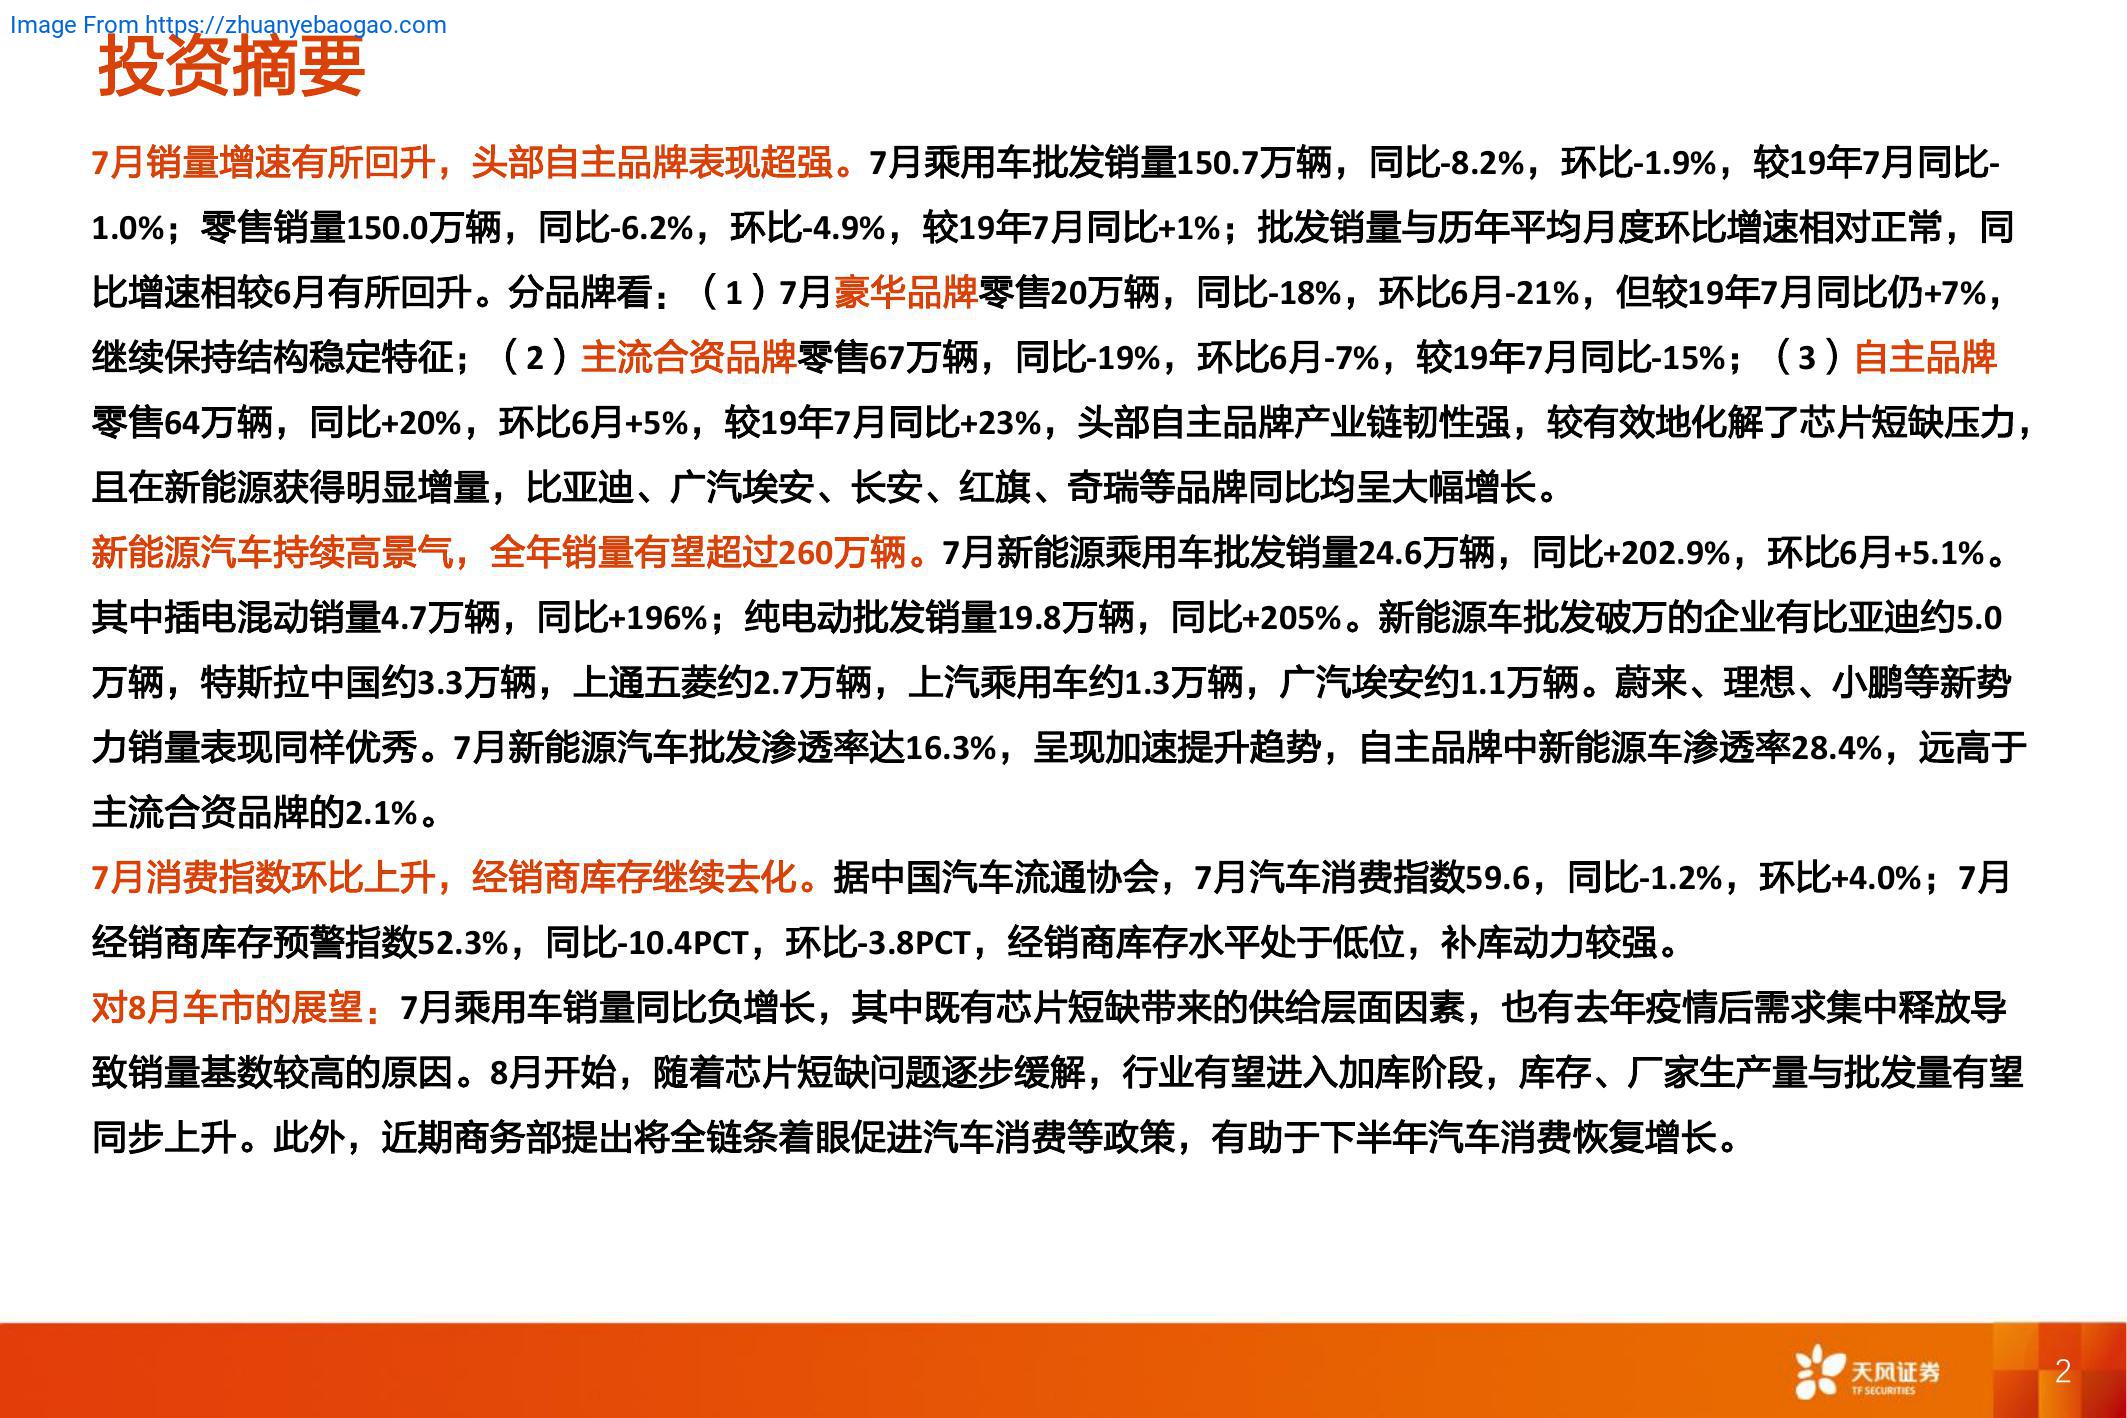 Image From https://zhuanyebaogao.com
投资摘要
7月销量增速有所回升，头部自主品牌表现超强。7月乘用车批发销量150.7万辆，同比-8.2%，环比-1.9%，较19年7月同比-
1.0%；零售销量150.0万辆，同比-6.2%，环比-4.9%，较19年7月同比+1%；批发销量与历年平均月度环比增速相对正常，同
比增速相较6月有所回升。分品牌看：（1）7月豪华品牌零售20万辆，同比-18%，环比6月-21%，但较19年7月同比仍+7%，
继续保持结构稳定特征；（2）主流合资品牌零售67万辆，同比-19%，环比6月-7%，较19年7月同比-15%；（3）自主品牌
零售64万辆，同比+20%，环比6月+5%，较19年7月同比+23%，头部自主品牌产业链韧性强，较有效地化解了芯片短缺压力，
且在新能源获得明显增量，比亚迪、广汽埃安、长安、红旗、奇瑞等品牌同比均呈大幅增长。
新能源汽车持续高景气，全年销量有望超过260万辆。7月新能源乘用车批发销量24.6万辆，同比+202.9%，环比6月+5.1%。
其中插电混动销量4.7万辆，同比+196%；纯电动批发销量19.8万辆，同比+205%。新能源车批发破万的企业有比亚迪约5.0
万辆，特斯拉中国约3.3万辆，上通五菱约2.7万辆，上汽乘用车约1.3万辆，广汽埃安约1.1万辆。蔚来、理想、小鹏等新势
力销量表现同样优秀。7月新能源汽车批发渗透率达16.3%，呈现加速提升趋势，自主品牌中新能源车渗透率28.4%，远高于
主流合资品牌的2.1%。
7月消费指数环比上升，经销商库存继续去化。据中国汽车流通协会，7月汽车消费指数59.6，同比-1.2%，环比+4.0%；7月
经销商库存预警指数52.3%，同比-10.4PCT，环比-3.8PCT，经销商库存水平处于低位，补库动力较强。
对8月车市的展望：7月乘用车销量同比负增长，其中既有芯片短缺带来的供给层面因素，也有去年疫情后需求集中释放导
致销量基数较高的原因。8月开始，随着芯片短缺问题逐步缓解，行业有望进入加库阶段，库存、厂家生产量与批发量有望
同步上升。此外，近期商务部提出将全链条着眼促进汽车消费等政策，有助于下半年汽车消费恢复增长。
天风证券
TF SECURITIES
2